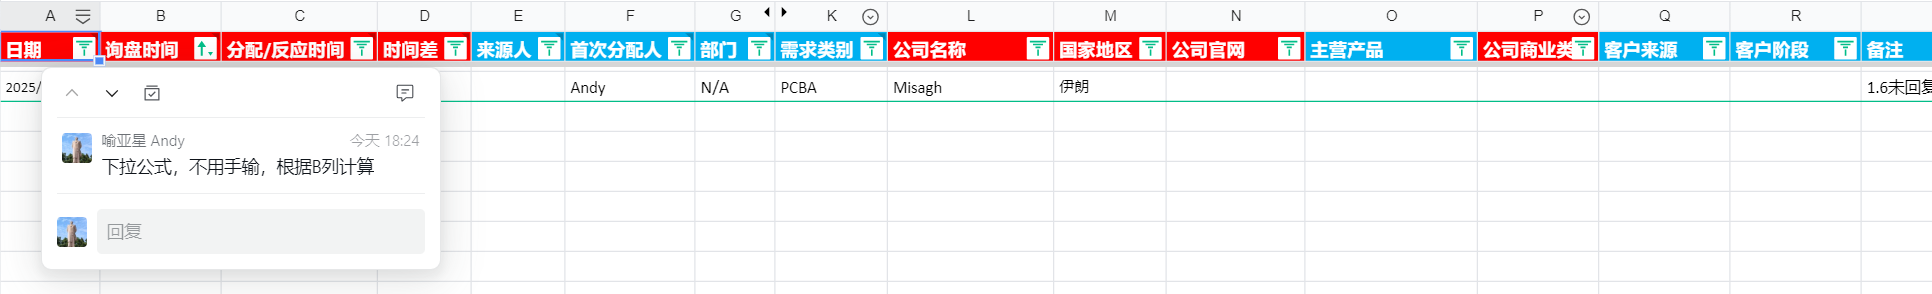 A B C D E F G K L M N O P Q R
日期 询盘时间 分配/反应时间 时间差 来源人 首次分配人 部门 需求类别 公司名称 国家地区 公司官网 主营产品 公司商业类 客户来源 客户阶段 备注
2025/ Andy N/A PCBA Misagh 伊朗 1.6未回复
喻亚星 Andy 今天 18:24
下拉公式，不用手输，根据B列计算
回复